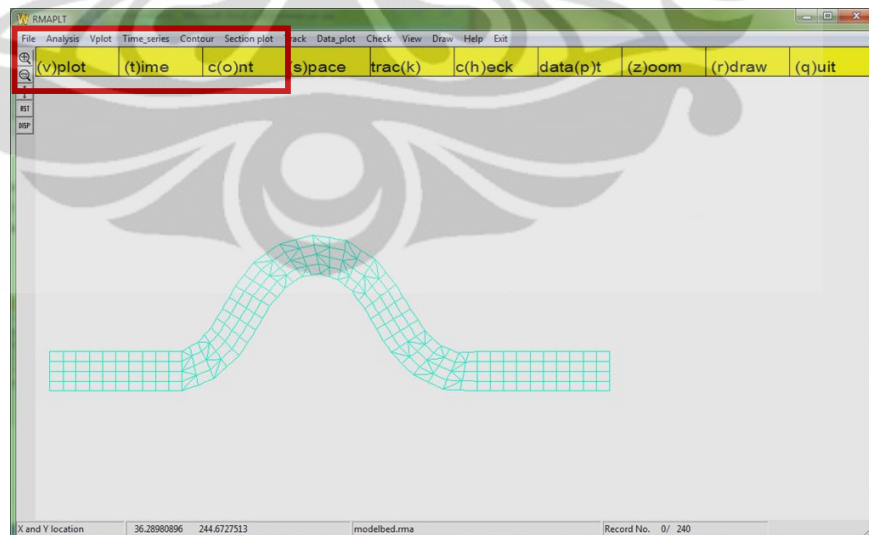 RMAPLT
File Analysis Vplot Time_series Contour Section plot Track Data_plot Check View Draw Help Exit
(v)plot (t)ime c(o)nt (s)pace trac(k) c(h)eck data(p)t (z)oom (r)draw (q)uit
RST
DISP
X and Y location 36.28980896 244.6727513 modelbed.rma Record No. 0/ 240